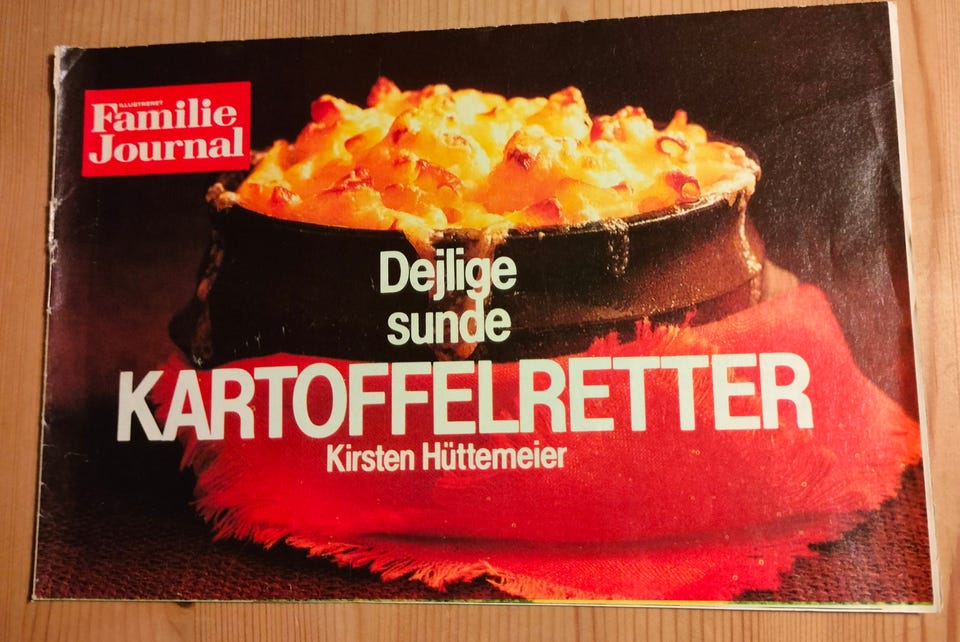 ILLUSTRERET
Familie
Journal
Dejlige
sunde
KARTOFFELRETTER
Kirsten Hüttemeier